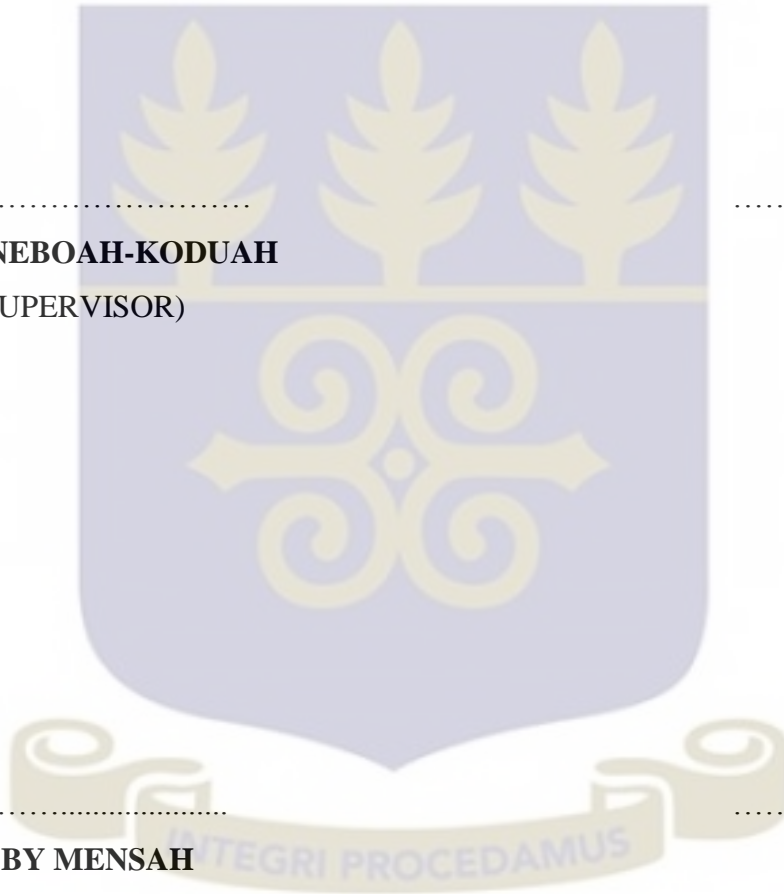 ……………………… ……
NEBOAH-KODUAH
UPERVISOR)
……..................... ……
BY MENSAH
INTEGRI PROCEDAMUS